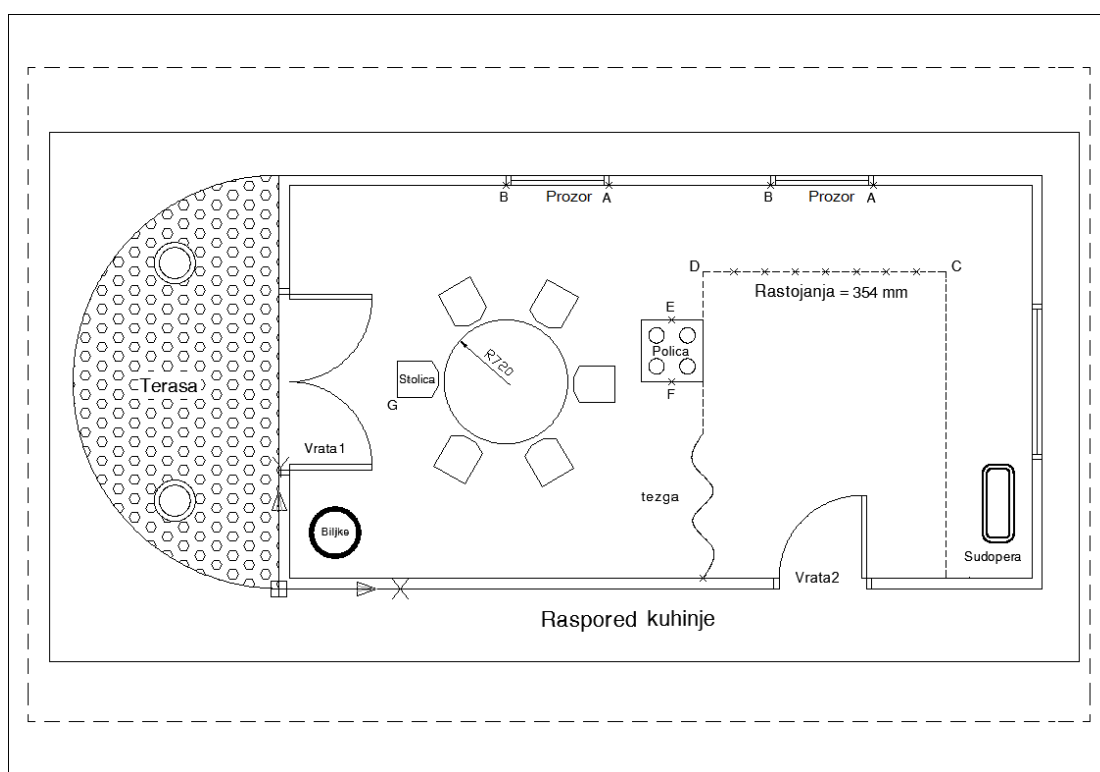 B Prozor A
B Prozor A
D
C
Rastojanja = 354 mm
E
Polica
F
R720
Stolica
G
Terasa
Vrata1
tezga
Biljke
Sudopera
Vrata2
X
Y
Raspored kuhinje